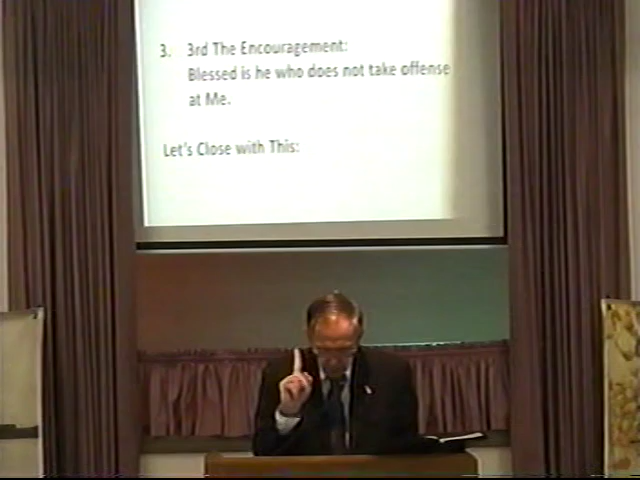 3. 3rd The Encouragement:
Blessed is he who does not take offense
at Me.
Let's Close with This: